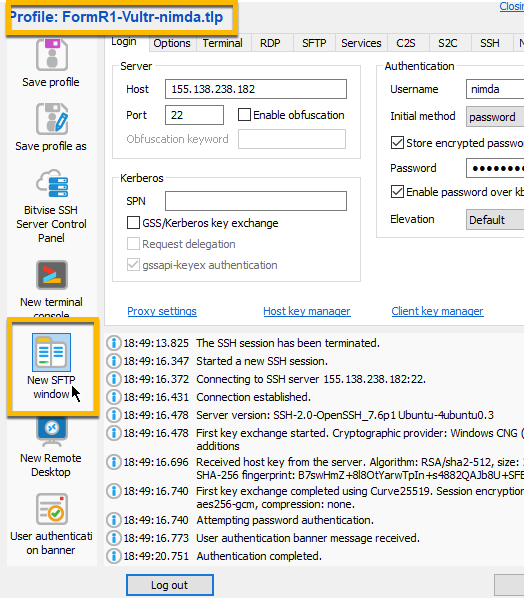 Profile: FormR1-Vultr-nimda.tlp
Closin
Login Options Terminal RDP SFTP Services C2S S2C SSH
Save profile
Save profile as
Bitvise SSH
Server Control
Panel
New terminal
console
New SFTP
window
New Remote
Desktop
User authenticati
on banner
Server
Host 155.138.238.182
Port 22 Enable obfuscation
Obfuscation keyword
Kerberos
SPN
GSS/Kerberos key exchange
Request delegation
gssapi-keyex authentication
Authentication
Username nimda
Initial method password
Store encrypted passwo
Password
Enable password over kb
Elevation Default
Proxy settings Host key manager Client key manager
18:49:13.825 The SSH session has been terminated.
18:49:16.347 Started a new SSH session.
18:49:16.372 Connecting to SSH server 155.138.238.182:22.
18:49:16.431 Connection established.
18:49:16.478 Server version: SSH-2.0-OpenSSH_7.6p1 Ubuntu-4ubuntu0.3
18:49:16.478 First key exchange started. Cryptographic provider: Windows CNG (
additions
18:49:16.696 Received host key from the server. Algorithm: RSA/sha2-512, size:
SHA-256 fingerprint: B7swHmZ+8l8OtYarwTpIn+s4882QAJb8U+SFE
18:49:16.740 First key exchange completed using Curve25519. Session encryption
aes256-gcm, compression: none.
18:49:16.740 Attempting password authentication.
18:49:16.773 User authentication banner message received.
18:49:20.751 Authentication completed.
Log out